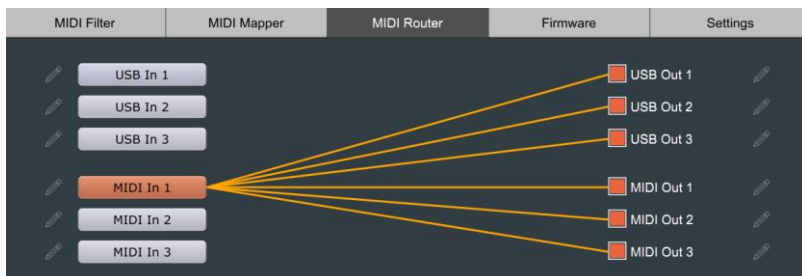 MIDI Filter
MIDI Mapper
MIDI Router
Firmware
Settings
USB In 1
USB Out 1
USB In 2
USB Out 2
USB In 3
USB Out 3
MIDI In 1
MIDI Out 1
MIDI In 2
MIDI Out 2
MIDI In 3
MIDI Out 3